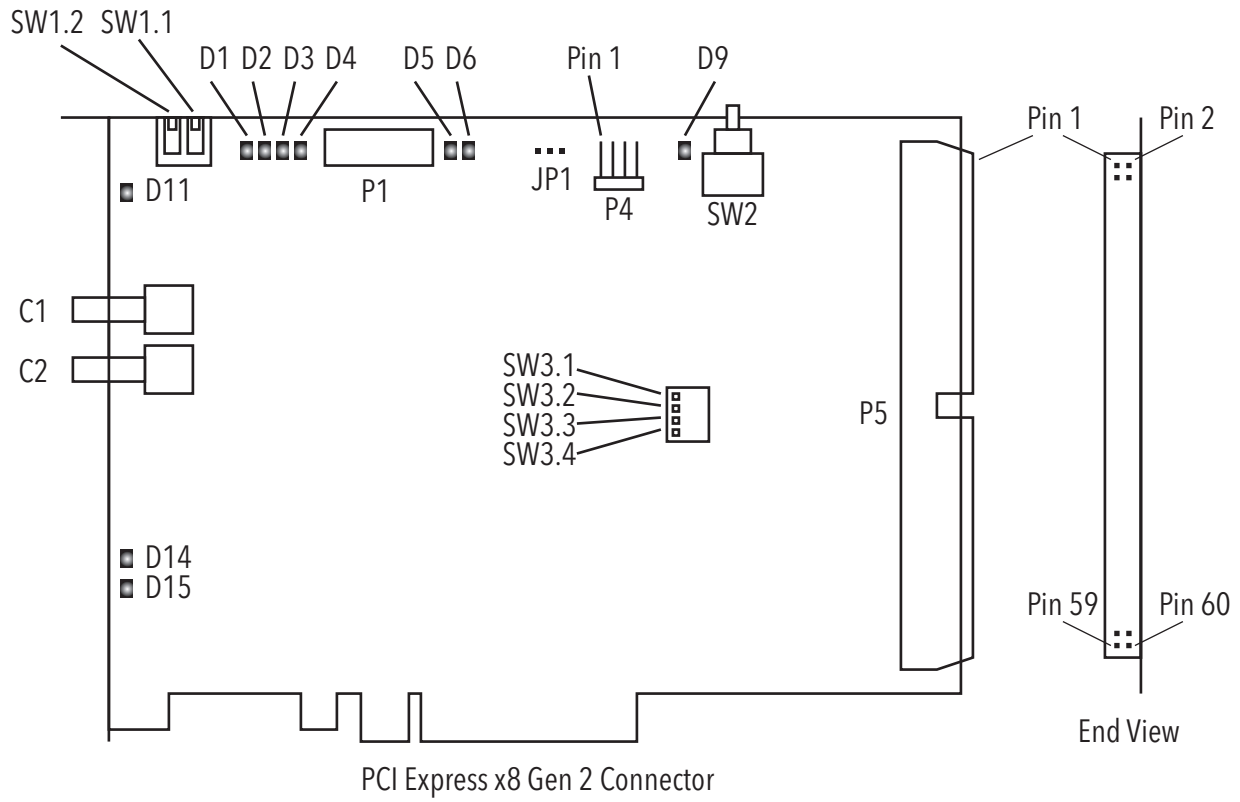 SW1.2 SW1.1
D1 D2 D3 D4 D5 D6 Pin 1 D9
Pin 1 Pin 2
D11 P1 JP1 P4 SW2
C1
C2
SW3.1
SW3.2
SW3.3
SW3.4
P5
D14
D15
Pin 59 Pin 60
End View
PCI Express x8 Gen 2 Connector